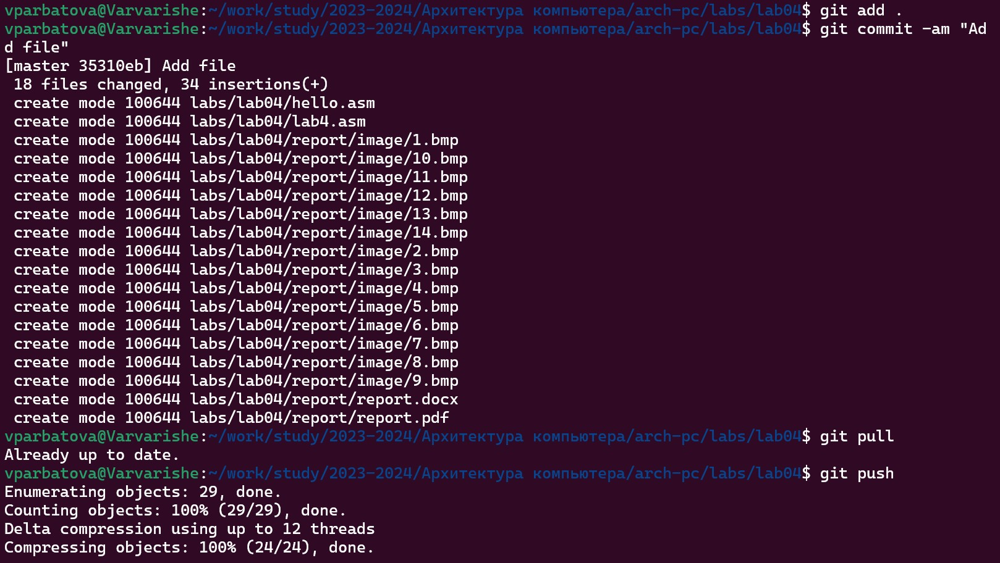 vparbatova@Varvarishe:~/work/study/2023-2024/Архитектура компьютера/arch-pc/labs/lab04$ git add .
vparbatova@Varvarishe:~/work/study/2023-2024/Архитектура компьютера/arch-pc/labs/lab04$ git commit -am "Ad
d file"
[master 35310eb] Add file
 18 files changed, 34 insertions(+)
 create mode 100644 labs/lab04/hello.asm
 create mode 100644 labs/lab04/lab4.asm
 create mode 100644 labs/lab04/report/image/1.bmp
 create mode 100644 labs/lab04/report/image/10.bmp
 create mode 100644 labs/lab04/report/image/11.bmp
 create mode 100644 labs/lab04/report/image/12.bmp
 create mode 100644 labs/lab04/report/image/13.bmp
 create mode 100644 labs/lab04/report/image/14.bmp
 create mode 100644 labs/lab04/report/image/2.bmp
 create mode 100644 labs/lab04/report/image/3.bmp
 create mode 100644 labs/lab04/report/image/4.bmp
 create mode 100644 labs/lab04/report/image/5.bmp
 create mode 100644 labs/lab04/report/image/6.bmp
 create mode 100644 labs/lab04/report/image/7.bmp
 create mode 100644 labs/lab04/report/image/8.bmp
 create mode 100644 labs/lab04/report/image/9.bmp
 create mode 100644 labs/lab04/report/report.docx
 create mode 100644 labs/lab04/report/report.pdf
vparbatova@Varvarishe:~/work/study/2023-2024/Архитектура компьютера/arch-pc/labs/lab04$ git pull
Already up to date.
vparbatova@Varvarishe:~/work/study/2023-2024/Архитектура компьютера/arch-pc/labs/lab04$ git push
Enumerating objects: 29, done.
Counting objects: 100% (29/29), done.
Delta compression using up to 12 threads
Compressing objects: 100% (24/24), done.